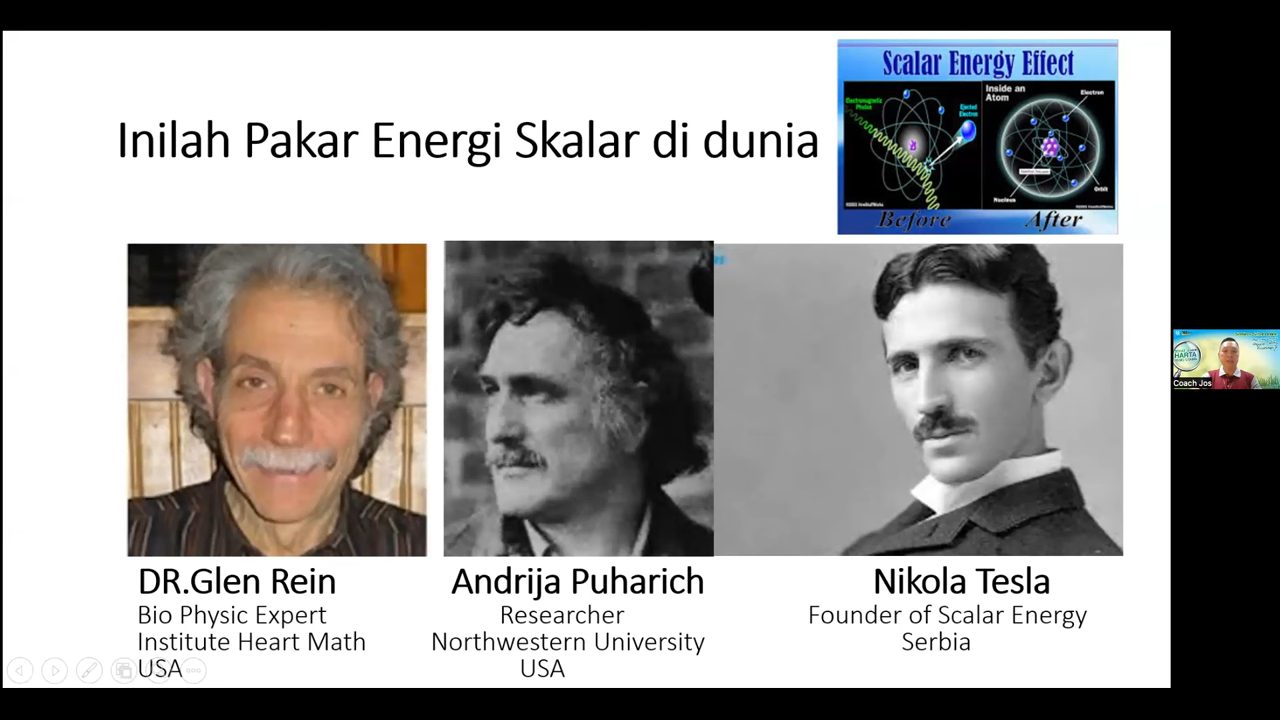 Scalar Energy Effect
Inside an
Atom
Electron
Electromagnetic
Photon
Ejected
Electron
Orbit
Nucleus
Before
After
Inilah Pakar Energi Skalar di dunia
DR.Glen Rein
Bio Physic Expert
Institute Heart Math
USA
Andrija Puharich
Researcher
Northwestern University
USA
Nikola Tesla
Founder of Scalar Energy
Serbia
HARTA
Coach Jos